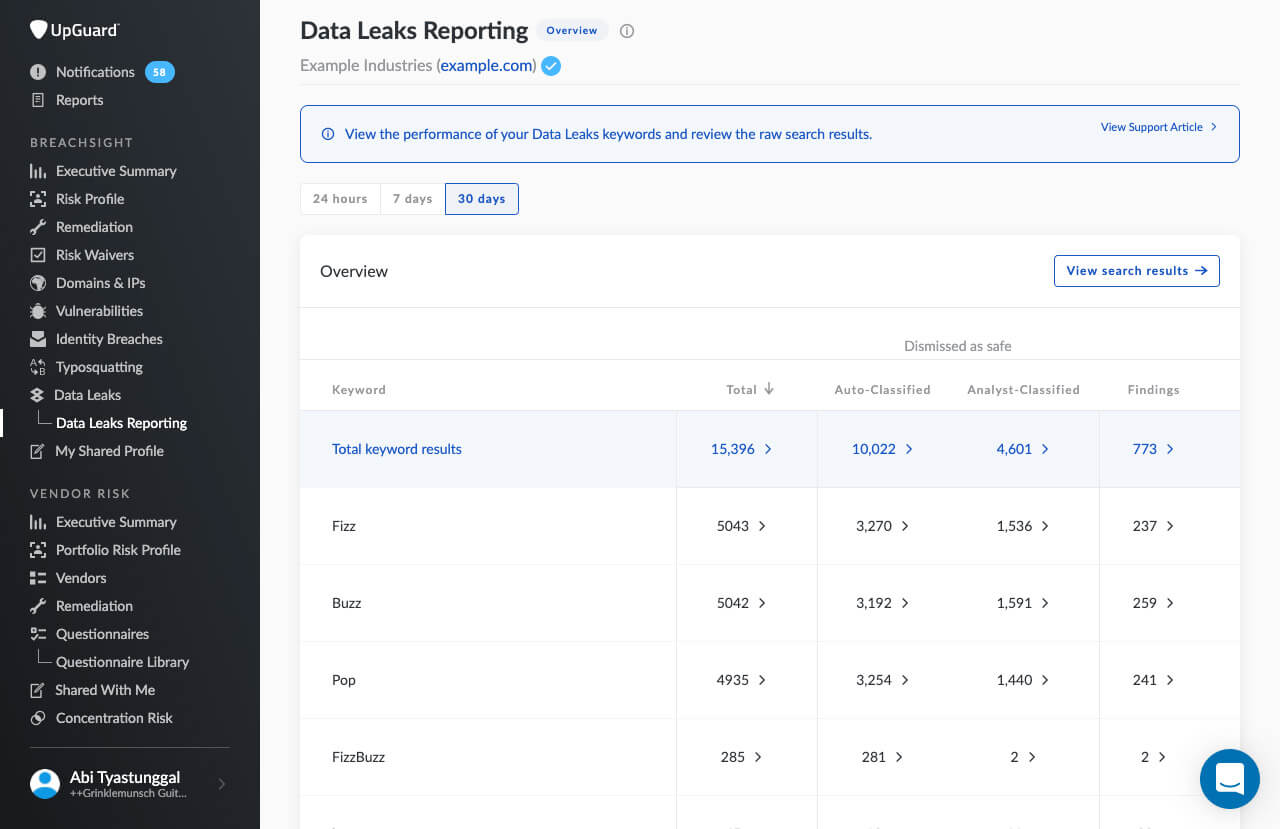 UpGuard
Notifications 58
Reports
BREACHSIGHT
Executive Summary
Risk Profile
Remediation
Risk Waivers
Domains & IPs
Vulnerabilities
Identity Breaches
Typosquatting
Data Leaks
Data Leaks Reporting
My Shared Profile
VENDOR RISK
Executive Summary
Portfolio Risk Profile
Vendors
Remediation
Questionnaires
Questionnaire Library
Shared With Me
Concentration Risk
Abi Tyastunggal
++Grinklemunsch Guit...
Data Leaks Reporting Overview
Example Industries (example.com)
View the performance of your Data Leaks keywords and review the raw search results.
View Support Article
24 hours 7 days 30 days
Overview
View search results
Dismissed as safe
Keyword Total Auto-Classified Analyst-Classified Findings
Total keyword results 15,396 10,022 4,601 773
Fizz 5043 3,270 1,536 237
Buzz 5042 3,192 1,591 259
Pop 4935 3,254 1,440 241
FizzBuzz 285 281 2 2